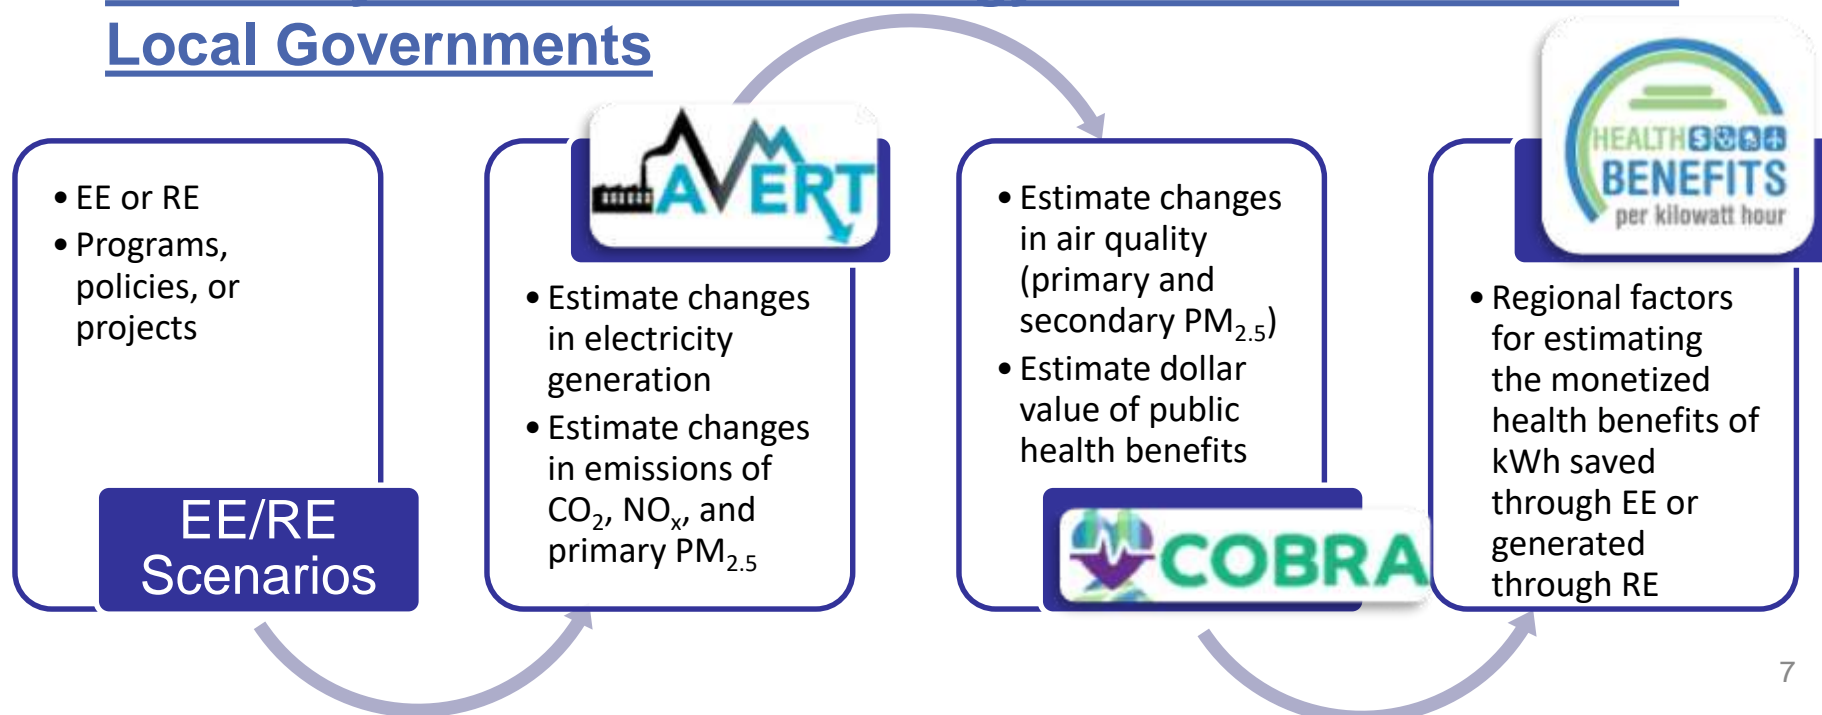 Local Governments
• EE or RE
• Programs,
policies, or
projects
EE/RE
Scenarios
AVERT
• Estimate changes
in electricity
generation
• Estimate changes
in emissions of
CO₂, NOₓ, and
primary PM₂.₅
• Estimate changes
in air quality
(primary and
secondary PM₂.₅)
• Estimate dollar
value of public
health benefits
COBRA
HEALTH
BENEFITS
per kilowatt hour
• Regional factors
for estimating
the monetized
health benefits of
kWh saved
through EE or
generated
through RE
7